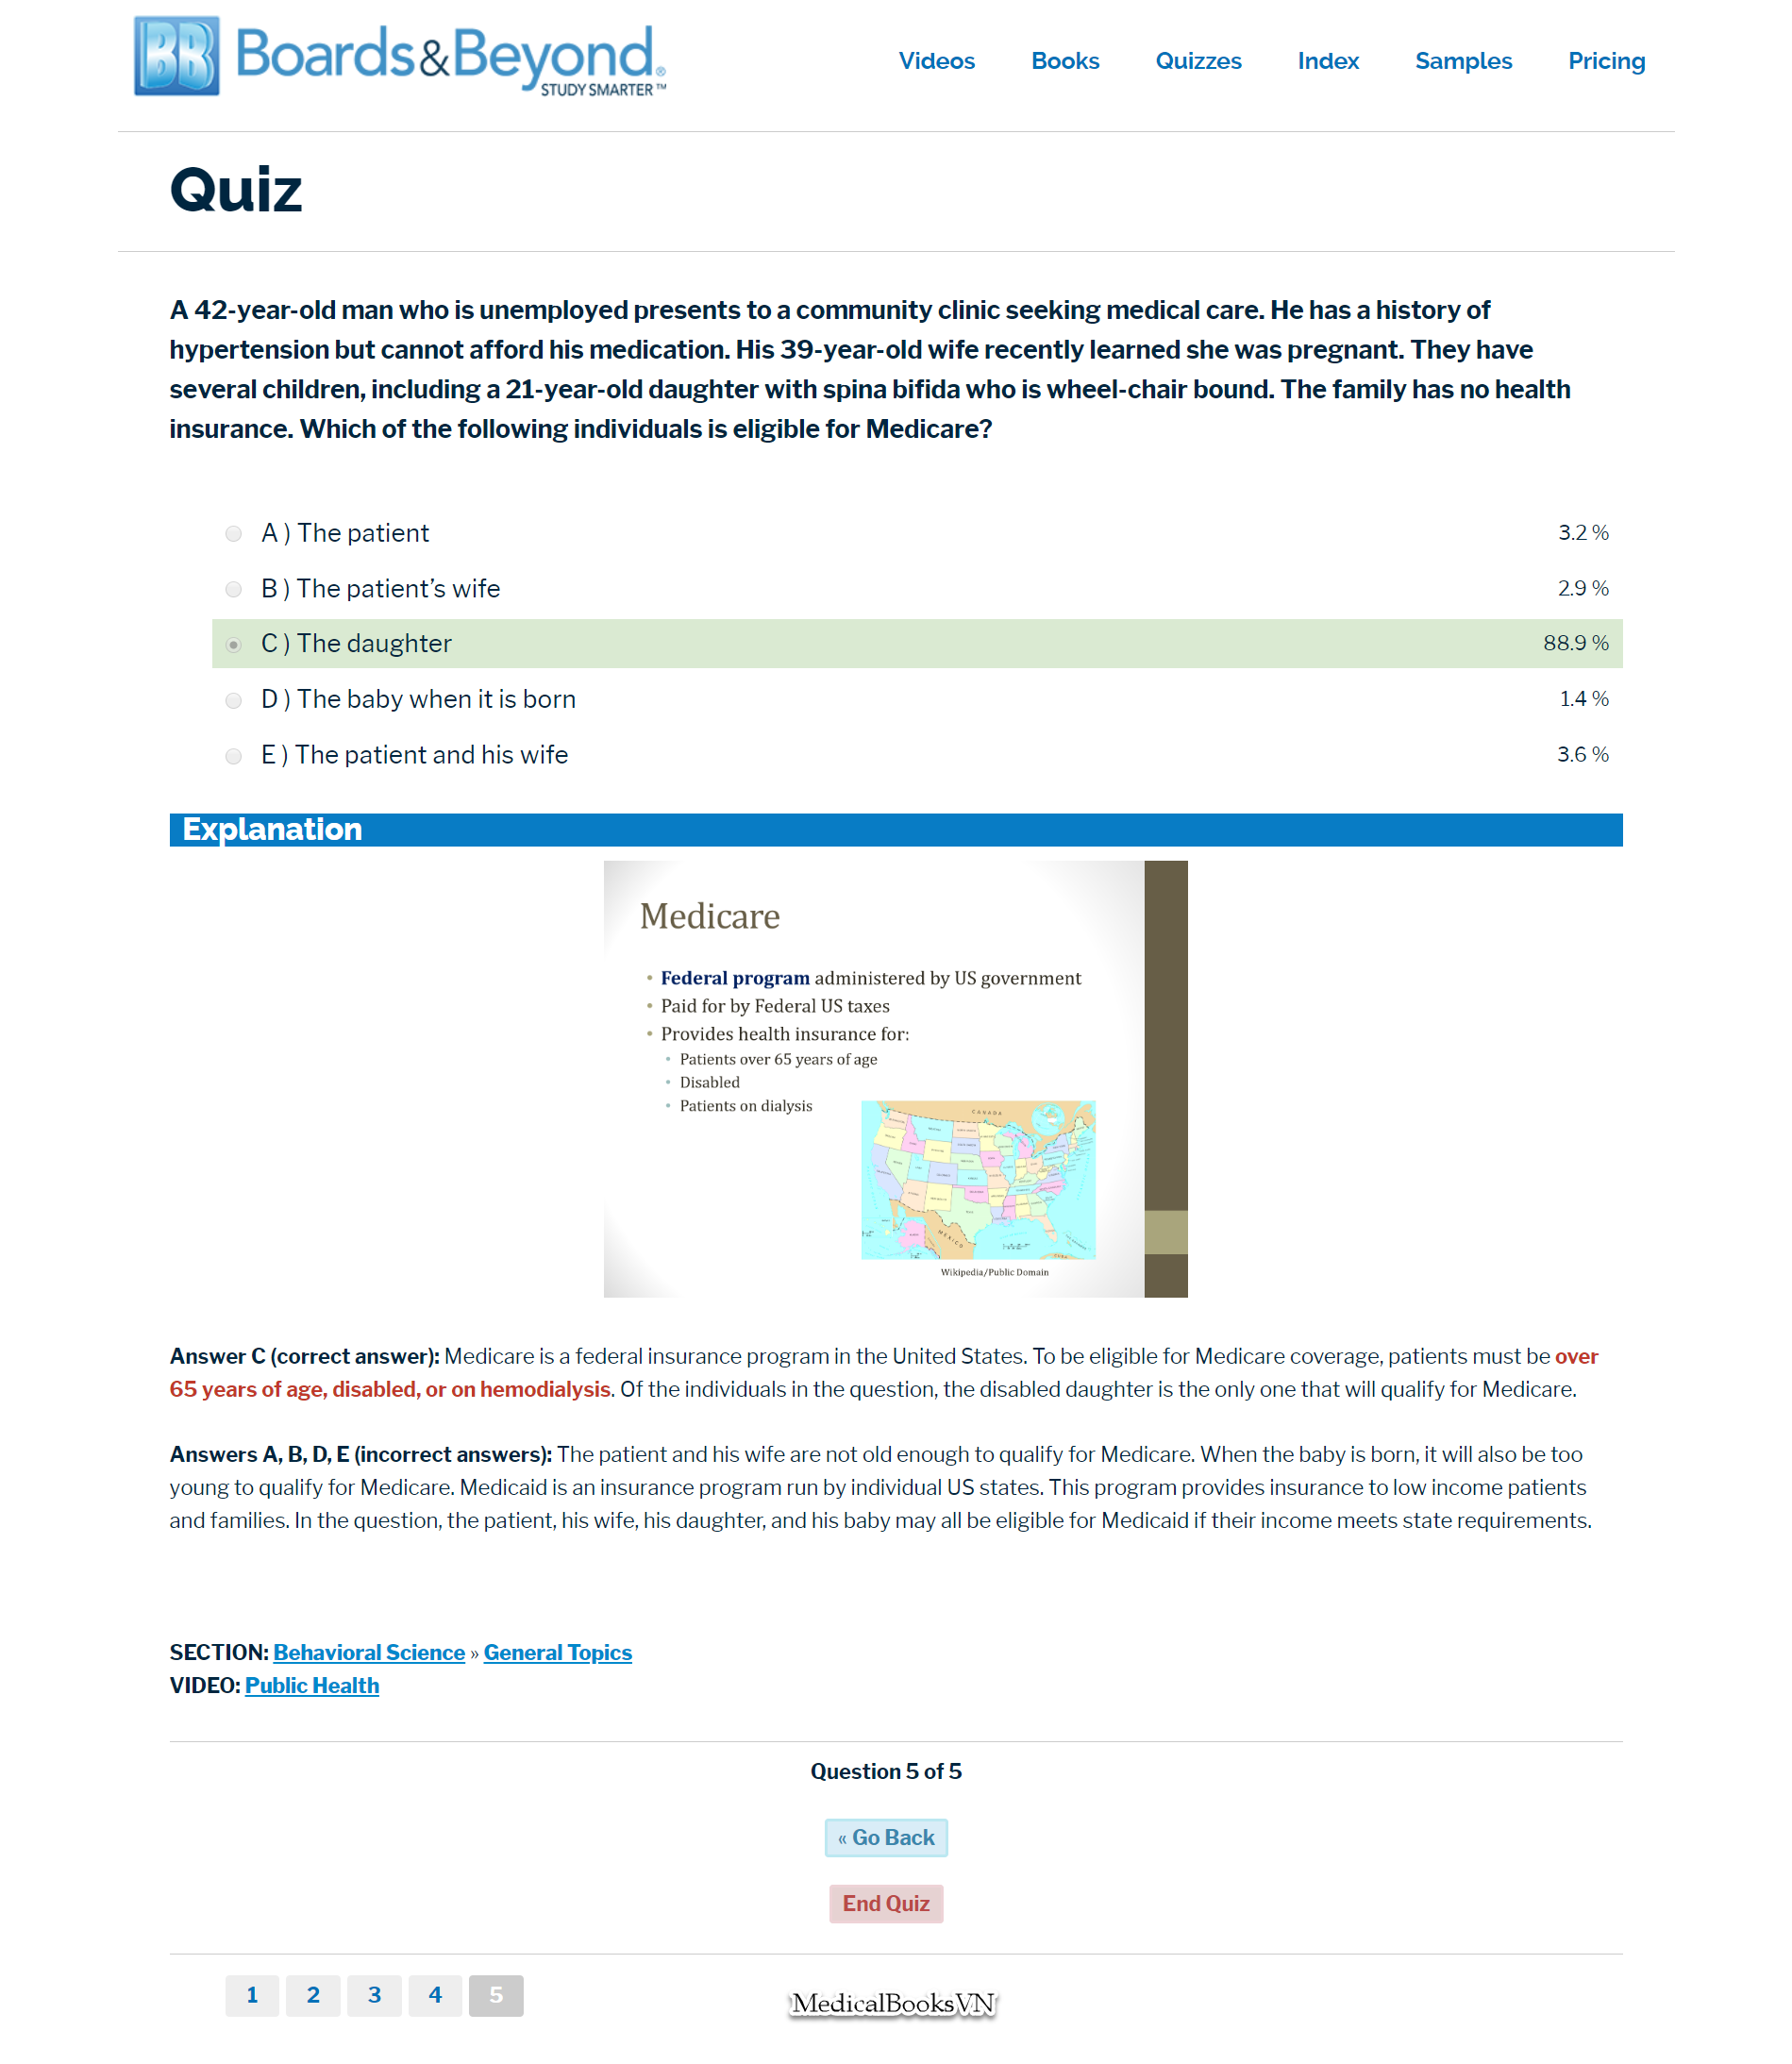 BB Boards&Beyond®
STUDY SMARTER™
Videos Books Quizzes Index Samples Pricing
Quiz
A 42-year-old man who is unemployed presents to a community clinic seeking medical care. He has a history of
hypertension but cannot afford his medication. His 39-year-old wife recently learned she was pregnant. They have
several children, including a 21-year-old daughter with spina bifida who is wheel-chair bound. The family has no health
insurance. Which of the following individuals is eligible for Medicare?
A ) The patient 3.2 %
B ) The patient’s wife 2.9 %
C ) The daughter 88.9 %
D ) The baby when it is born 1.4 %
E ) The patient and his wife 3.6 %
Explanation
Medicare
• Federal program administered by US government
• Paid for by Federal US taxes
• Provides health insurance for:
• Patients over 65 years of age
• Disabled
• Patients on dialysis
CANADA
MEXICO
Wikipedia/Public Domain
Answer C (correct answer): Medicare is a federal insurance program in the United States. To be eligible for Medicare coverage, patients must be over
65 years of age, disabled, or on hemodialysis. Of the individuals in the question, the disabled daughter is the only one that will qualify for Medicare.
Answers A, B, D, E (incorrect answers): The patient and his wife are not old enough to qualify for Medicare. When the baby is born, it will also be too
young to qualify for Medicare. Medicaid is an insurance program run by individual US states. This program provides insurance to low income patients
and families. In the question, the patient, his wife, his daughter, and his baby may all be eligible for Medicaid if their income meets state requirements.
SECTION: Behavioral Science » General Topics
VIDEO: Public Health
Question 5 of 5
« Go Back
End Quiz
1 2 3 4 5
MedicalBooksVN